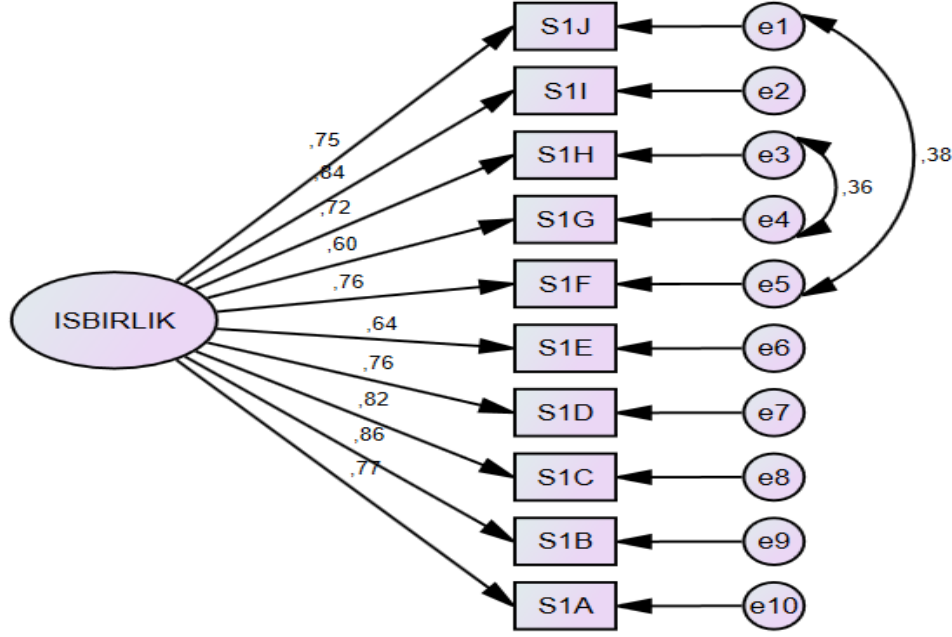 S1J
e1
S1I
e2
,75
S1H
e3
,38
,84
,36
,72
S1G
e4
,60
,76
S1F
e5
ISBIRLIK
,64
S1E
e6
,76
,82
S1D
e7
,86
,77
S1C
e8
S1B
e9
S1A
e10